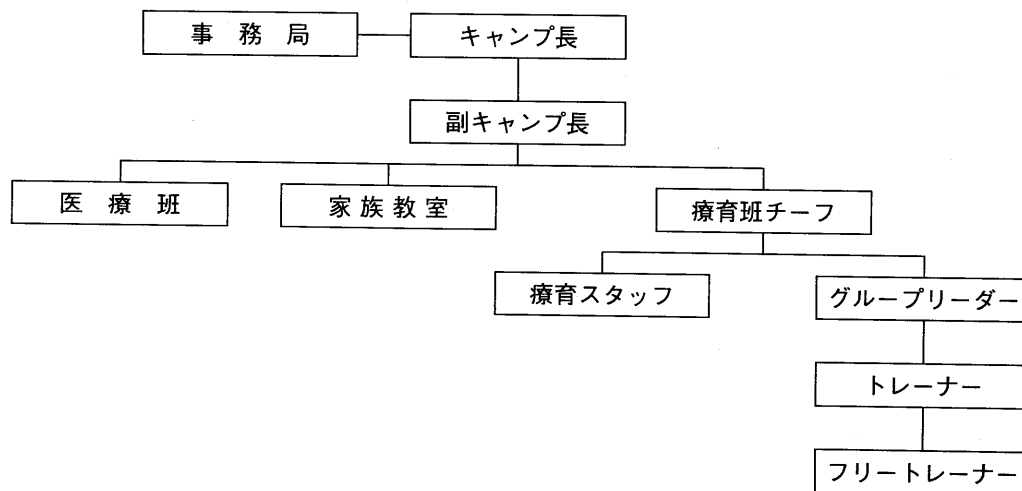 事務局
キャンプ長
副キャンプ長
医療班
家族教室
療育班チーフ
療育スタッフ
グループリーダー
トレーナー
フリートレーナー